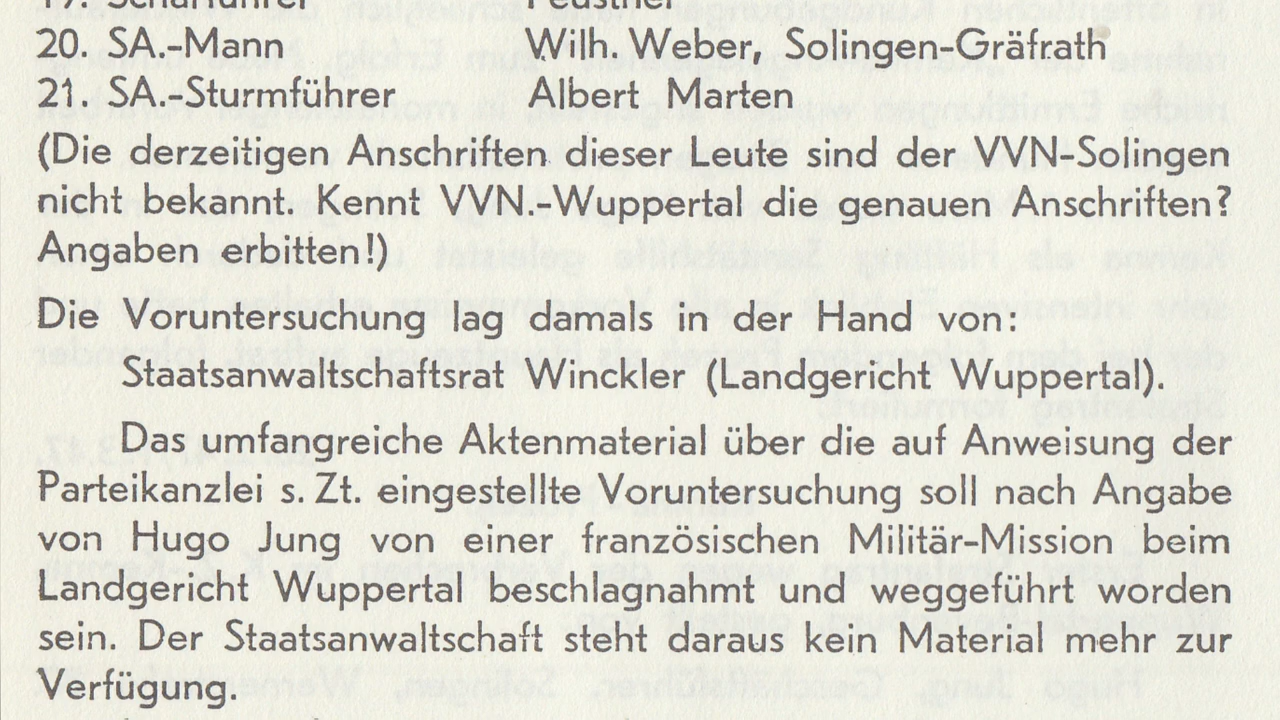 19. Scharführer Feustner
20. SA.-Mann Wilh. Weber, Solingen-Gräfrath
21 SA.-Sturmführer Albert Marten
(Die derzeitigen Anschriften dieser Leute sind der VVN-Solingen
nicht bekannt. Kennt VVN.-Wuppertal die genauen Anschriften?
Angaben erbitten!)
Die Voruntersuchung lag damals in der Hand von:
Staatsanwaltschaftsrat Winckler (Landgericht Wuppertal).
Das umfangreiche Aktenmaterial über die auf Anweisung der
Parteikanzlei s. Zt. eingestellte Voruntersuchung soll nach Angabe
von Hugo Jung von einer französischen Militär-Mission beim
Landgericht Wuppertal beschlagnahmt und weggeführt worden
sein. Der Staatsanwaltschaft steht daraus kein Material mehr zur
Verfügung.